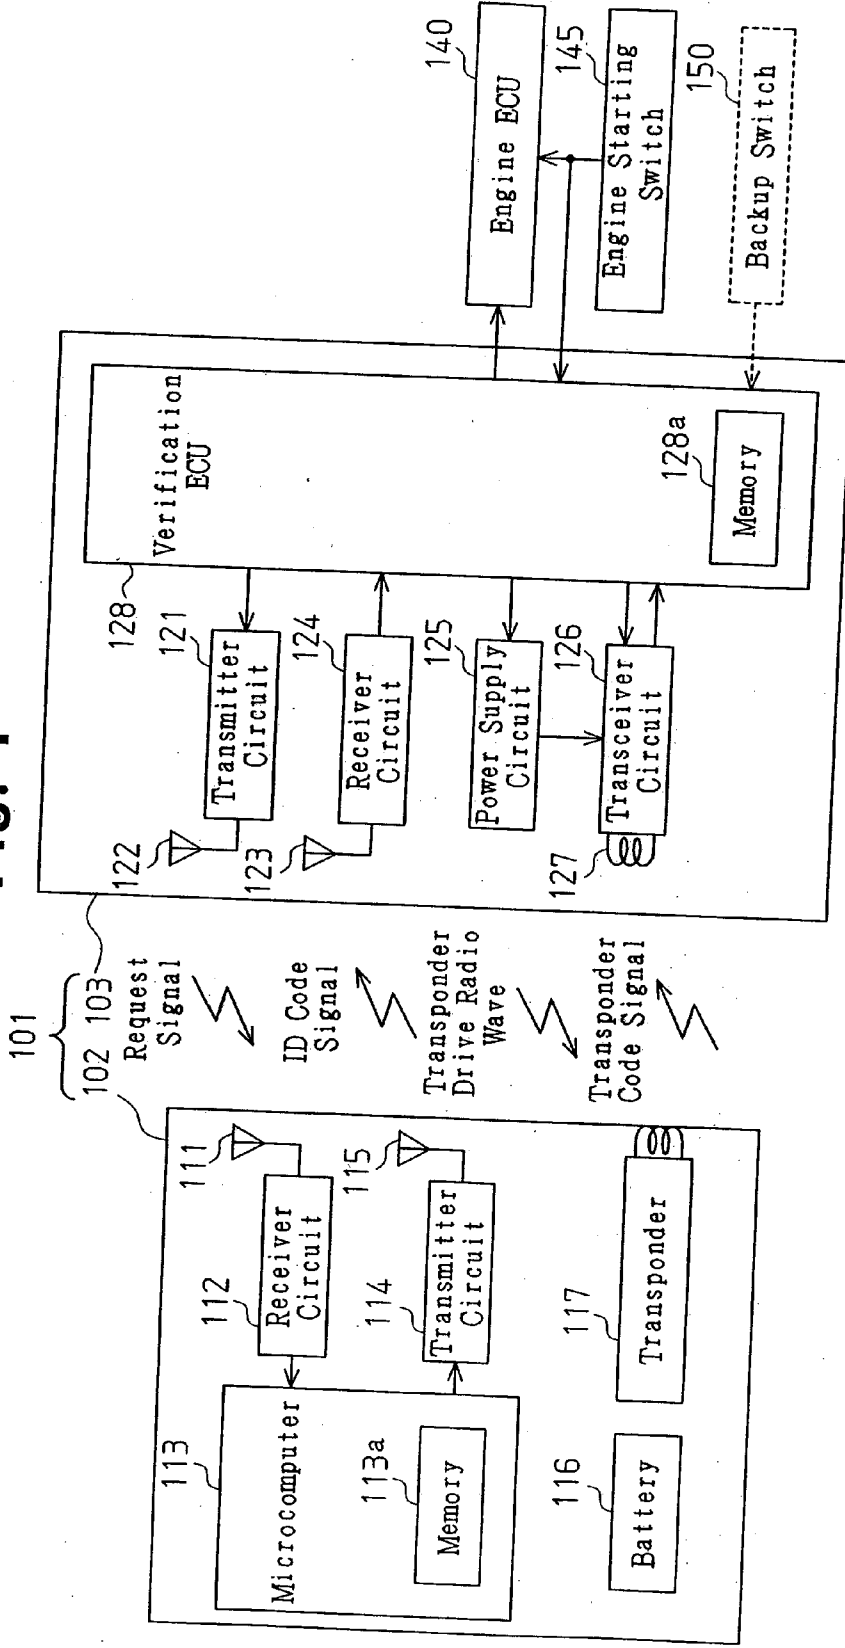 101
102
103
113
Microcomputer
113a
Memory
112
Receiver
Circuit
111
114
Transmitter
Circuit
115
116
Battery
117
Transponder
Request
Signal
ID Code
Signal
Transponder
Drive Radio
Wave
Transponder
Code Signal
122
121
Transmitter
Circuit
123
124
Receiver
Circuit
125
Power Supply
Circuit
127
126
Transceiver
Circuit
128
Verification
ECU
128a
Memory
140
Engine ECU
145
Engine Starting
Switch
150
Backup Switch